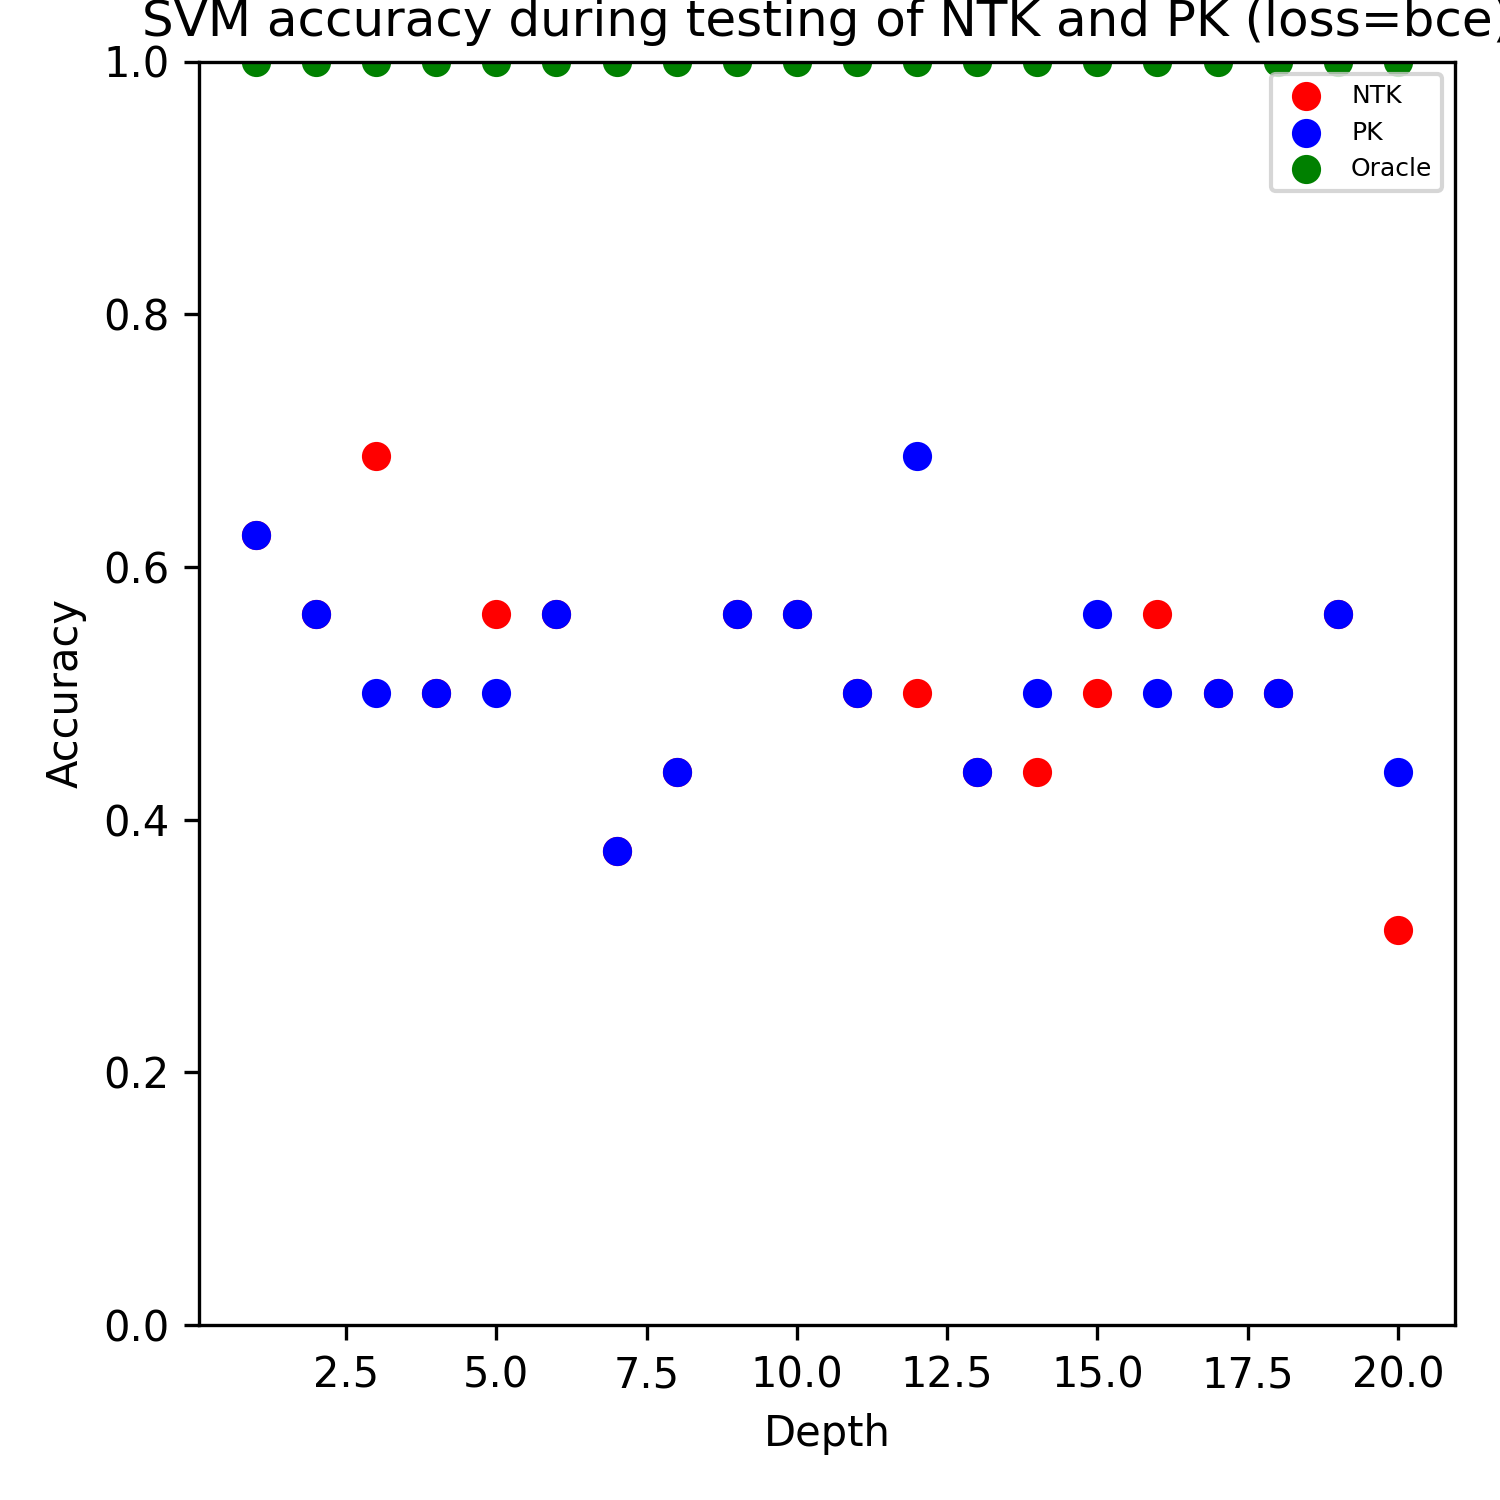 SVM accuracy during testing of NTK and PK (loss=bce)
1.0
0.8
0.6
0.4
0.2
0.0
Accuracy
NTK
PK
Oracle
2.5 5.0 7.5 10.0 12.5 15.0 17.5 20.0
Depth